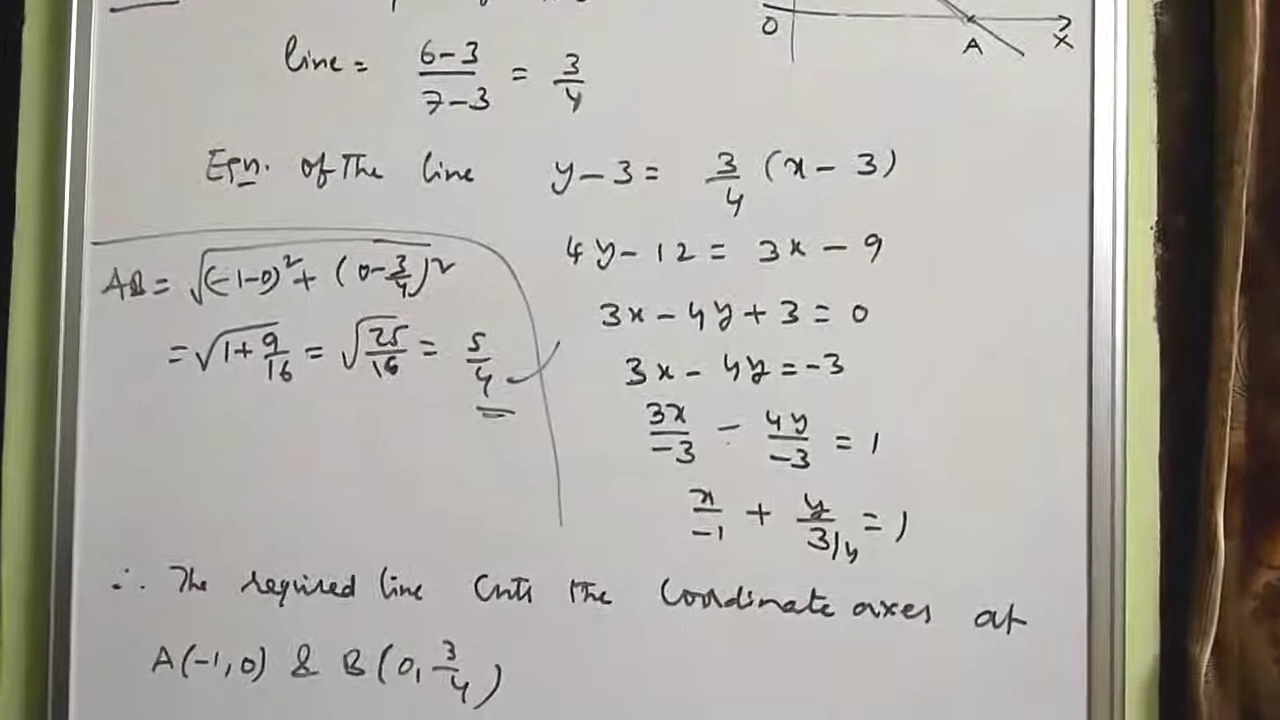 O A X
line = 6-3/7-3 = 3/4
Eqn. of The line y-3 = 3/4 (x-3)
4y-12 = 3x-9
3x-4y+3=0
3x-4y=-3
3x/-3 - 4y/-3 = 1
x/-1 + y/3/4 = 1
AB = √(-1-0)² + (0-3/4)²
= √1+9/16 = √25/16 = 5/4
∴ The required line Cuts the Coordinate axes at
A(-1,0) & B(0, 3/4)